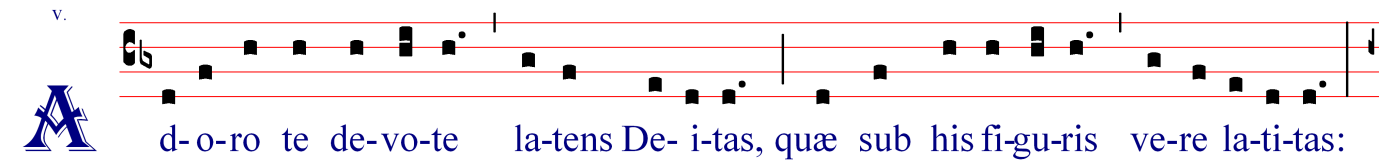 v.
Ad-o-ro te de-vo-te la-tens De- i-tas, quæ sub his fi-gu-ris ve-re la-ti-tas: